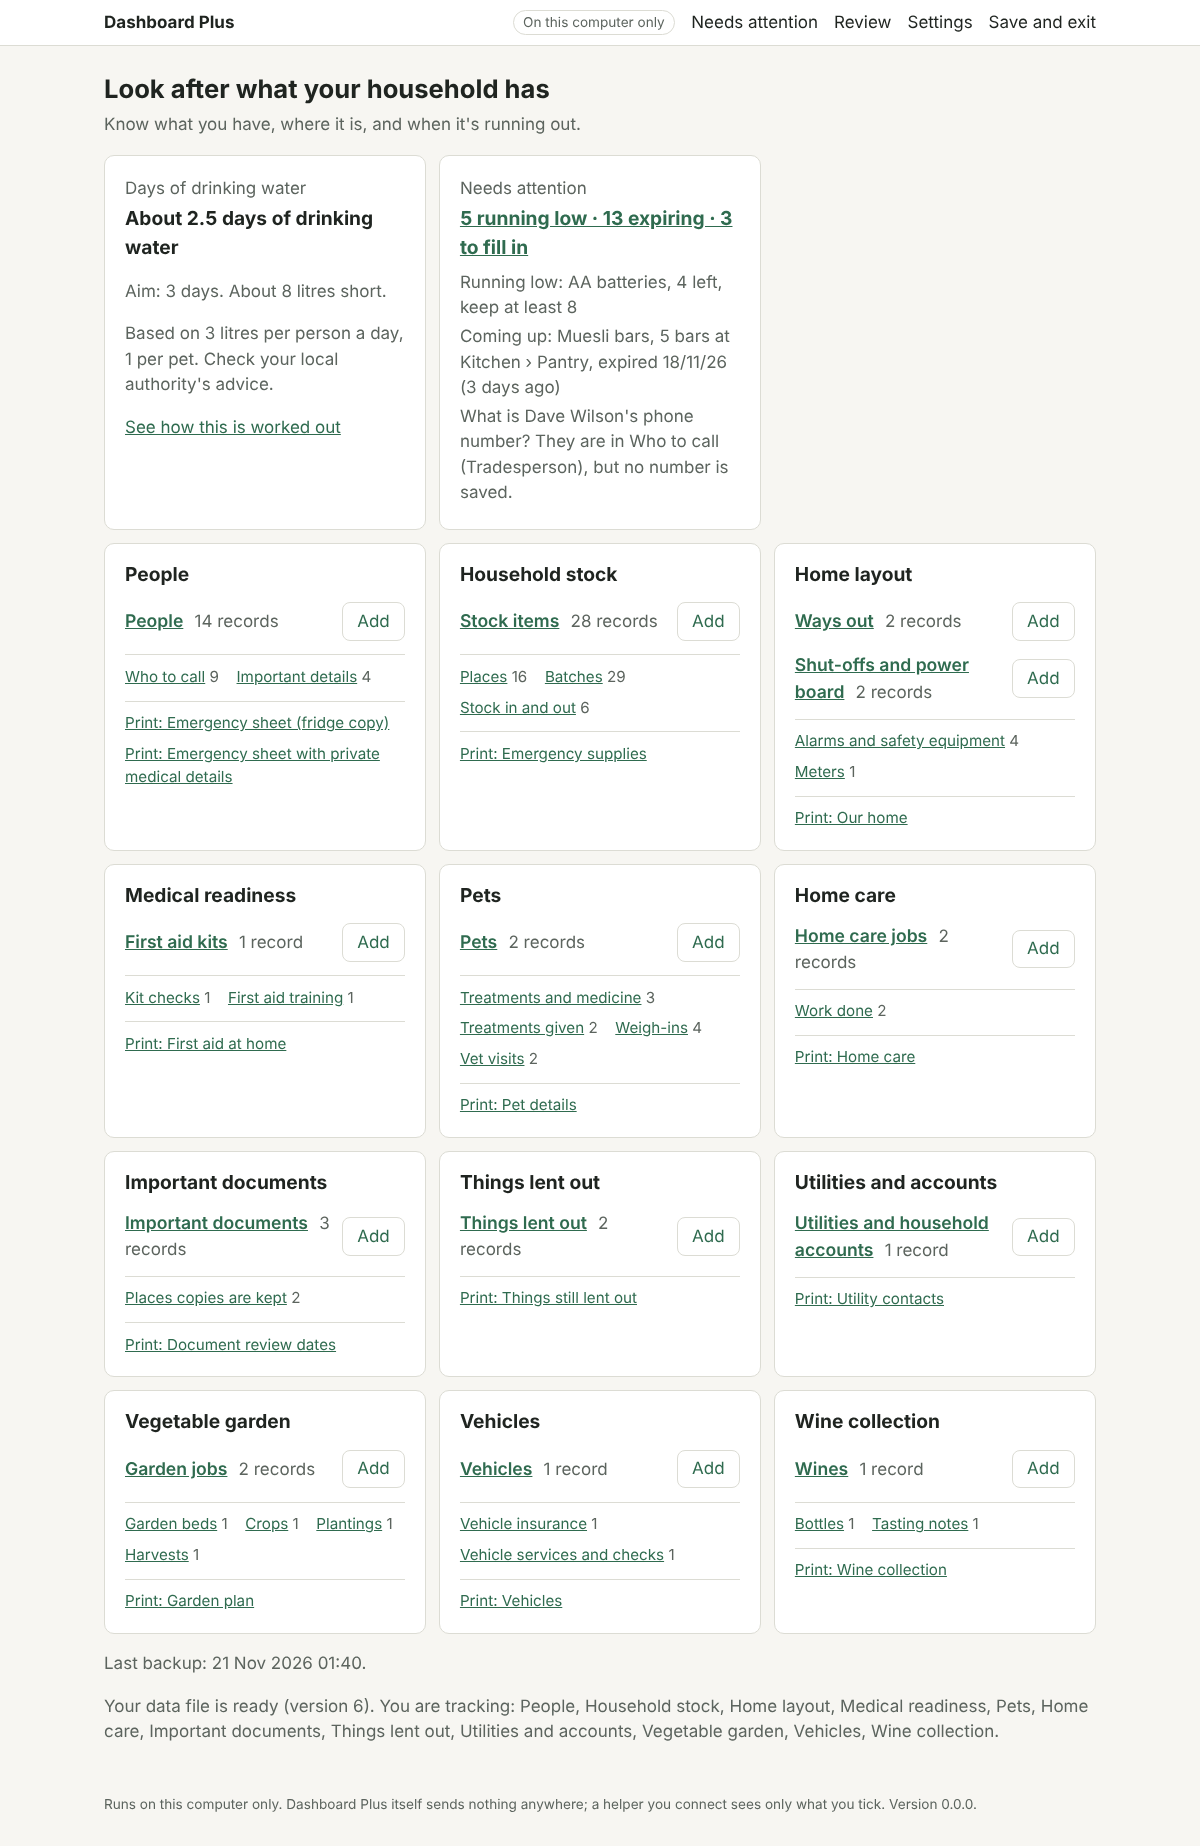 Dashboard Plus
On this computer only
Needs attention
Review
Settings
Save and exit
Look after what your household has
Know what you have, where it is, and when it's running out.
Days of drinking water
About 2.5 days of drinking
water
Aim: 3 days. About 8 litres short.
Based on 3 litres per person a day,
1 per pet. Check your local
authority's advice.
See how this is worked out
Needs attention
5 running low · 13 expiring · 3
to fill in
Running low: AA batteries, 4 left,
keep at least 8
Coming up: Muesli bars, 5 bars at
Kitchen › Pantry, expired 18/11/26
(3 days ago)
What is Dave Wilson's phone
number? They are in Who to call
(Tradesperson), but no number is
saved.
People
People 14 records
Add
Who to call 9 Important details 4
Print: Emergency sheet (fridge copy)
Print: Emergency sheet with private
medical details
Household stock
Stock items 28 records
Add
Places 16 Batches 29
Stock in and out 6
Print: Emergency supplies
Home layout
Ways out 2 records
Add
Shut-offs and power
board 2 records
Add
Alarms and safety equipment 4
Meters 1
Print: Our home
Medical readiness
First aid kits 1 record
Add
Kit checks 1 First aid training 1
Print: First aid at home
Pets
Pets 2 records
Add
Treatments and medicine 3
Treatments given 2 Weigh-ins 4
Vet visits 2
Print: Pet details
Home care
Home care jobs 2
records
Add
Work done 2
Print: Home care
Important documents
Important documents 3
records
Add
Places copies are kept 2
Print: Document review dates
Things lent out
Things lent out 2
records
Add
Print: Things still lent out
Utilities and accounts
Utilities and household
accounts 1 record
Add
Print: Utility contacts
Vegetable garden
Garden jobs 2 records
Add
Garden beds 1 Crops 1 Plantings 1
Harvests 1
Print: Garden plan
Vehicles
Vehicles 1 record
Add
Vehicle insurance 1
Vehicle services and checks 1
Print: Vehicles
Wine collection
Wines 1 record
Add
Bottles 1 Tasting notes 1
Print: Wine collection
Last backup: 21 Nov 2026 01:40.
Your data file is ready (version 6). You are tracking: People, Household stock, Home layout, Medical readiness, Pets, Home
care, Important documents, Things lent out, Utilities and accounts, Vegetable garden, Vehicles, Wine collection.
Runs on this computer only. Dashboard Plus itself sends nothing anywhere; a helper you connect sees only what you tick. Version 0.0.0.